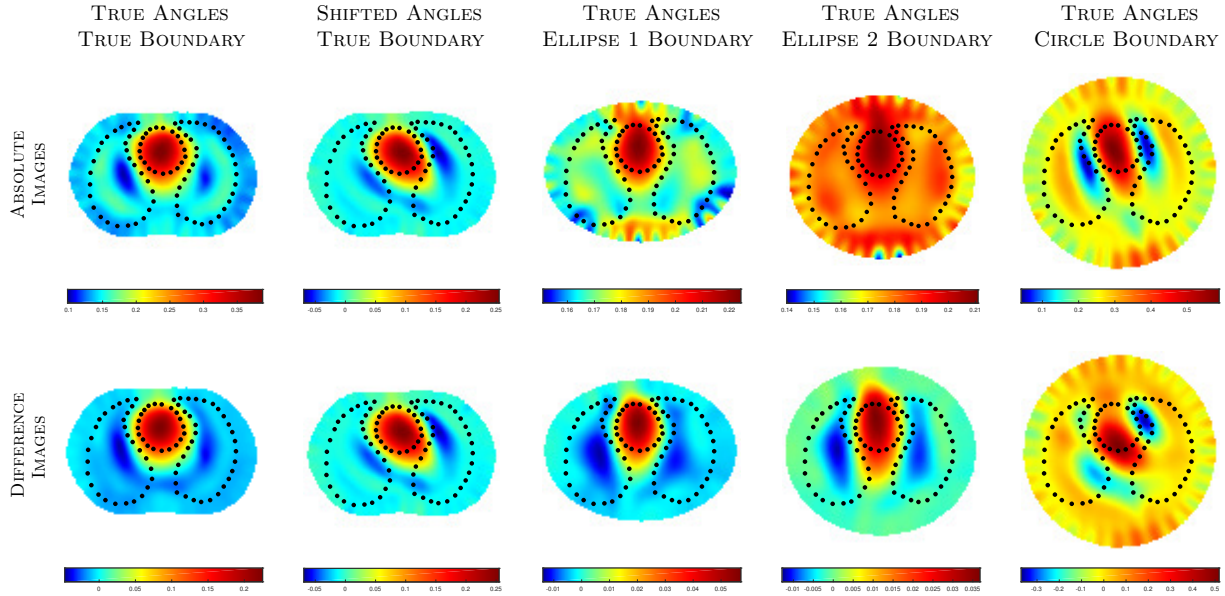 TRUE ANGLES
TRUE BOUNDARY
SHIFTED ANGLES
TRUE BOUNDARY
TRUE ANGLES
ELLIPSE 1 BOUNDARY
TRUE ANGLES
ELLIPSE 2 BOUNDARY
TRUE ANGLES
CIRCLE BOUNDARY
ABSOLUTE
IMAGES
0.1 0.15 0.2 0.25 0.3 0.35
-0.05 0 0.05 0.1 0.15 0.2 0.25
0.16 0.17 0.18 0.19 0.2 0.21 0.22
0.14 0.15 0.16 0.17 0.18 0.19 0.2 0.21
0.1 0.2 0.3 0.4 0.5
DIFFERENCE
IMAGES
0 0.05 0.1 0.15 0.2
-0.05 0 0.05 0.1 0.15 0.2 0.25
-0.01 0 0.01 0.02 0.03 0.04 0.05
-0.01 -0.005 0 0.005 0.01 0.015 0.02 0.025 0.03 0.035
-0.3 -0.2 -0.1 0 0.1 0.2 0.3 0.4 0.5